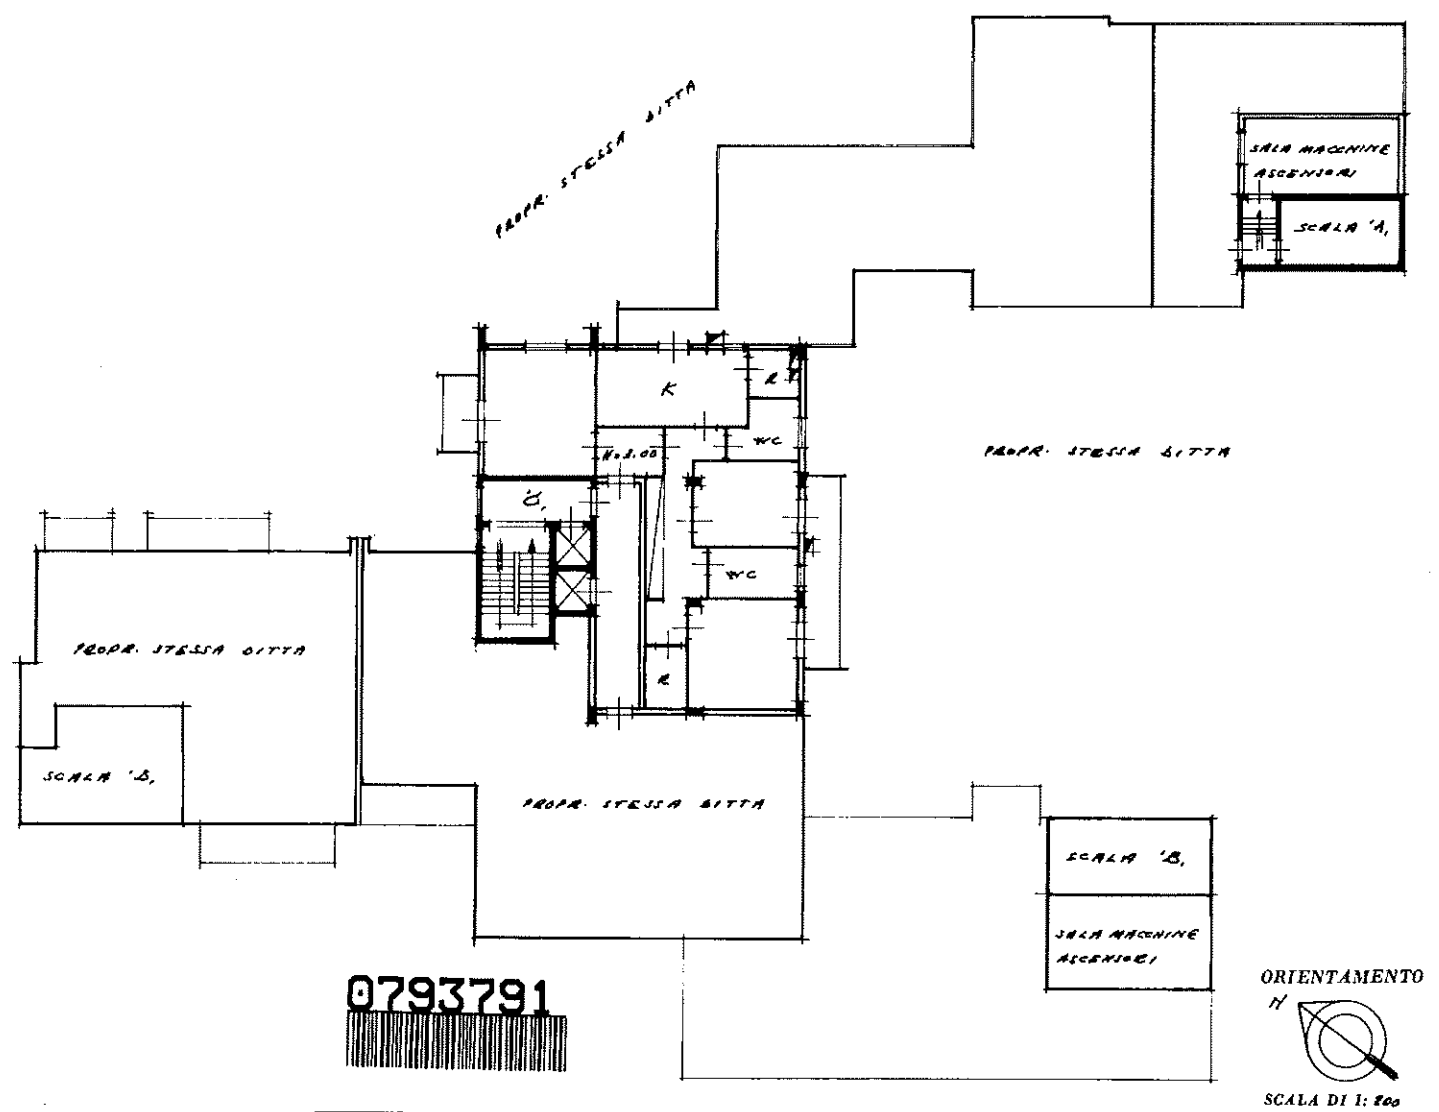 PROPR. STESSA DITTA
SALA MACCHINE
ASCENSORI
SCALA 'A,
K
R
WC
H=3.00
PROPR. STESSA DITTA
WC
R
PROPR. STESSA DITTA
SCALA 'B,
PROPR. STESSA DITTA
SCALA 'B,
SALA MACCHINE
ASCENSORI
0793791
ORIENTAMENTO
N
SCALA DI 1: 200